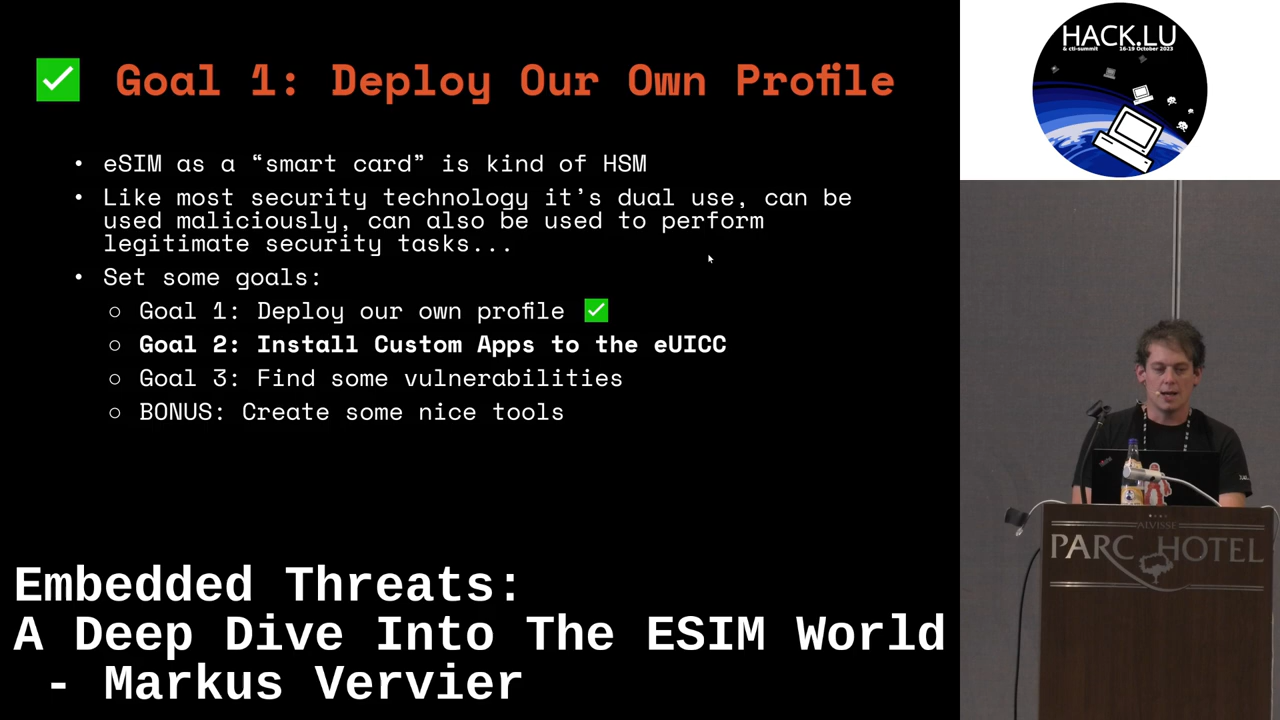 ✅ Goal 1: Deploy Our Own Profile
• eSIM as a “smart card” is kind of HSM
• Like most security technology it’s dual use, can be
used maliciously, can also be used to perform
legitimate security tasks...
• Set some goals:
○ Goal 1: Deploy our own profile ✅
○ Goal 2: Install Custom Apps to the eUICC
○ Goal 3: Find some vulnerabilities
○ BONUS: Create some nice tools
Embedded Threats:
A Deep Dive Into The ESIM World
- Markus Vervier
HACK.LU
& cti-summit 16-19 October 2023
ALVISSE
PARC HOTEL